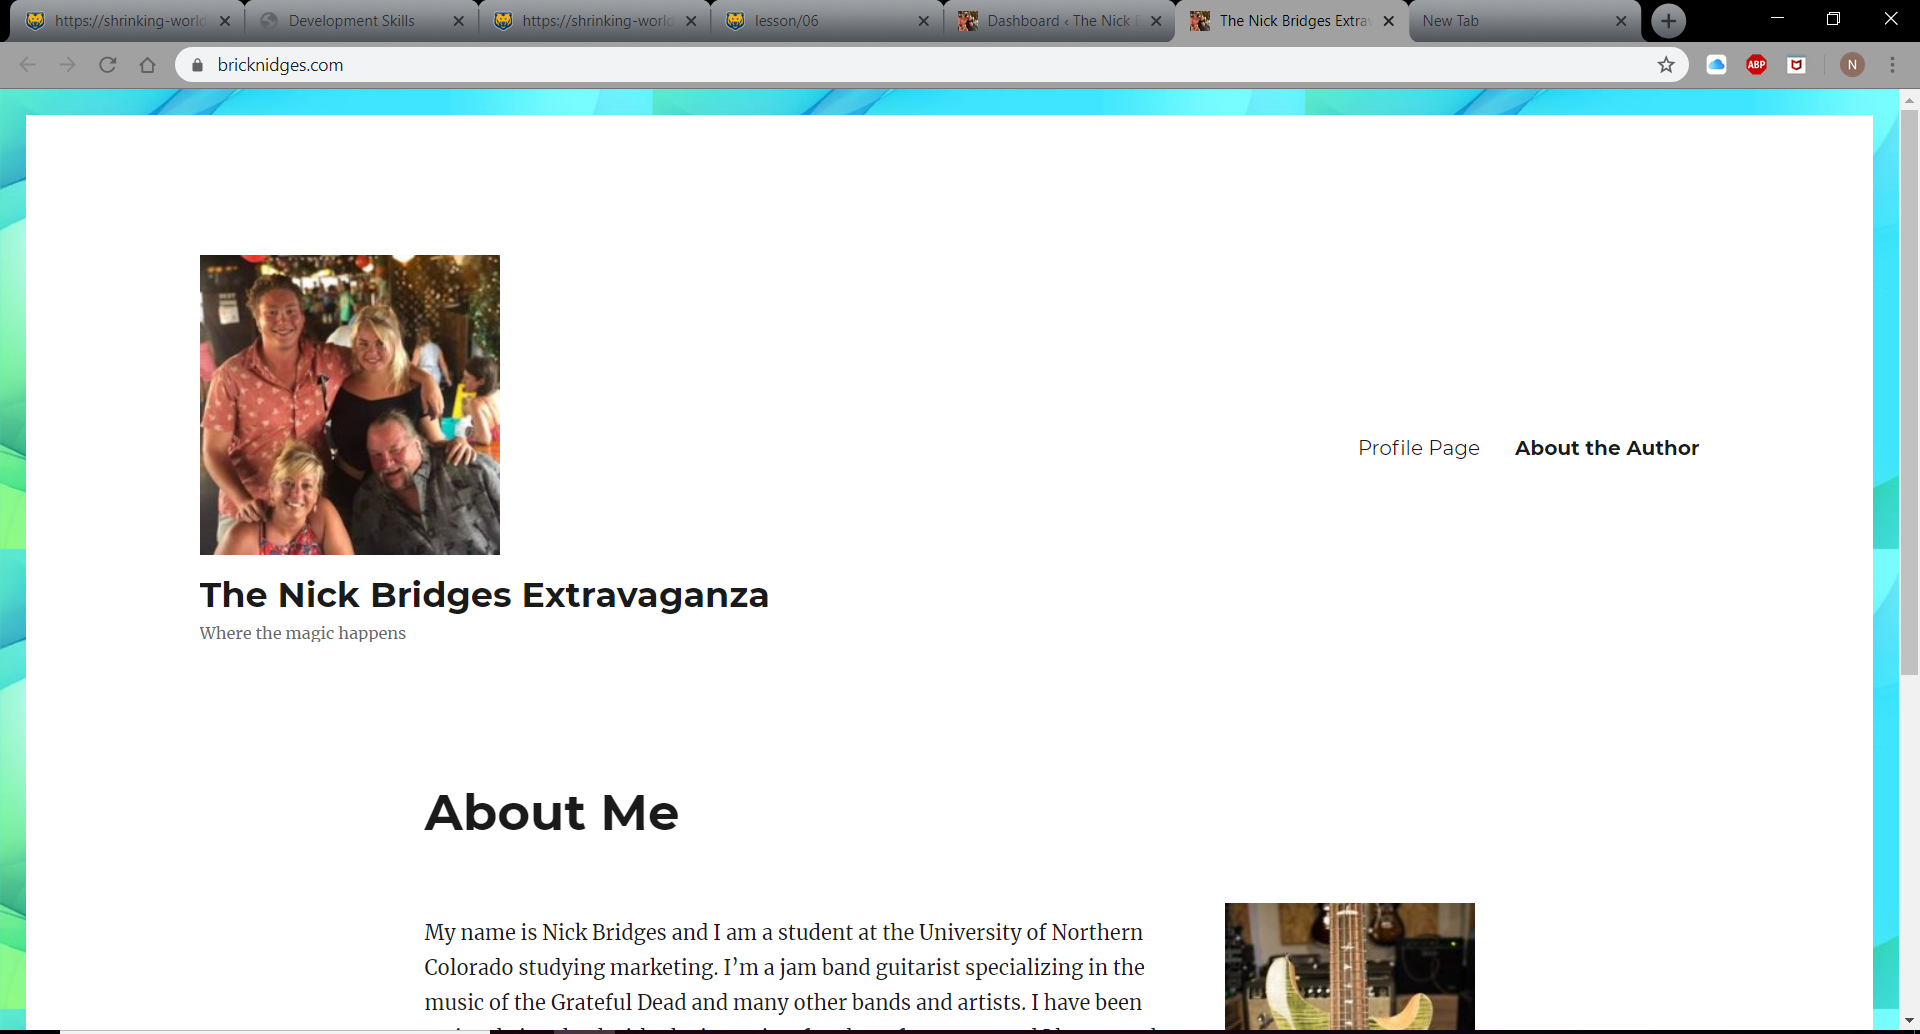 https://shrinking-world
Development Skills
https://shrinking-world
lesson/06
Dashboard ‹ The Nick
The Nick Bridges Extrav
New Tab
bricknidges.com
ABP
N
Profile Page
About the Author
The Nick Bridges Extravaganza
Where the magic happens
About Me
My name is Nick Bridges and I am a student at the University of Northern
Colorado studying marketing. I’m a jam band guitarist specializing in the
music of the Grateful Dead and many other bands and artists. I have been